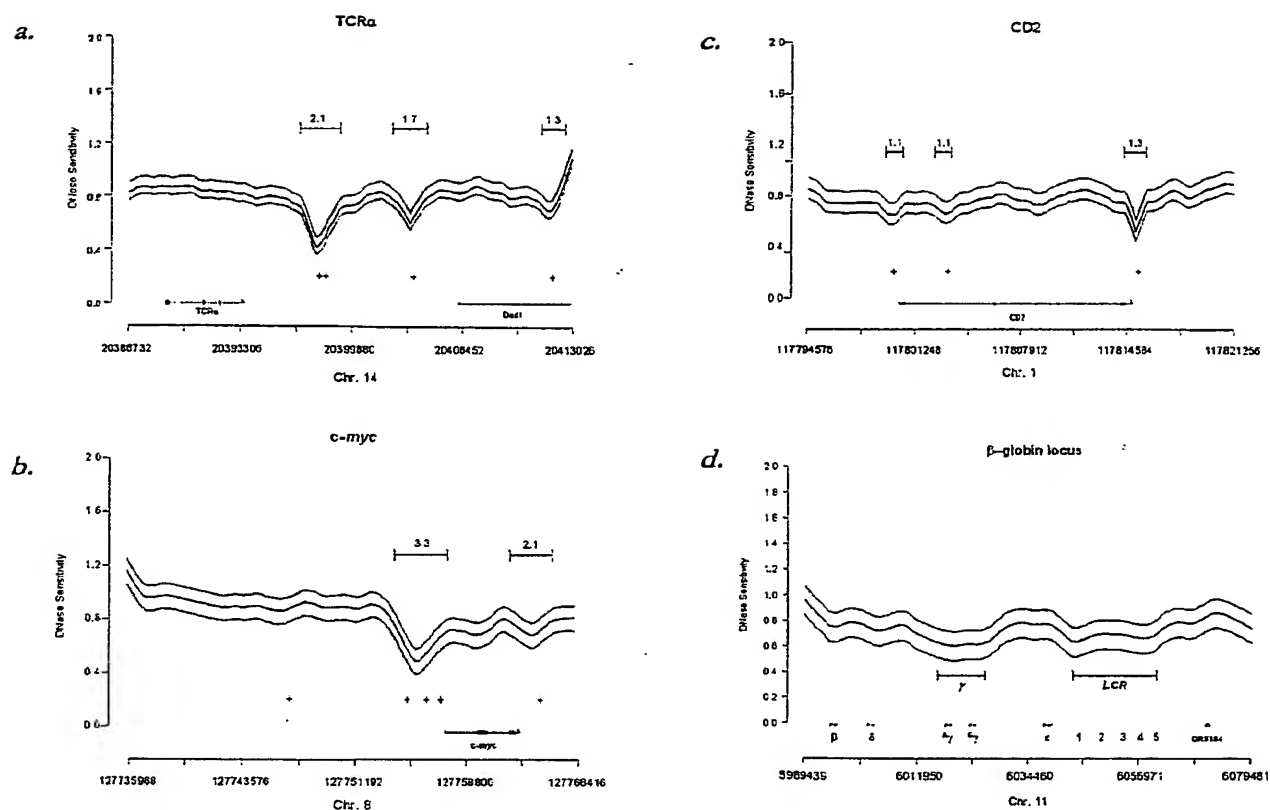 a.
TCRα
2.0
1.6
1.2
0.8
0.4
0.0
DNase Sensitivity
2.1
1.7
1.3
+ +
+
+
TCRα
Dad1
20386732
20393306
20399880
20406452
20413026
Chr. 14
c.
CD2
2.0
1.6
1.2
0.8
0.4
0.0
DNase Sensitivity
1.1
1.1
1.3
+
+
+
CD2
117794576
117801248
117807912
117814584
117821256
Chr. 1
b.
c-myc
2.0
1.6
1.2
0.8
0.4
0.0
DNase Sensitivity
3.3
2.1
+
+ + +
+
c-myc
127735968
127743576
127751192
127758800
127766416
Chr. 8
d.
β-globin locus
2.0
1.8
1.6
1.4
1.2
1.0
0.8
0.6
0.4
0.2
0.0
DNase Sensitivity
γ
LCR
β δ Aγ Gγ ε 1 2 3 4 5
5989439
6011950
6034460
6056971
6079481
Chr. 11